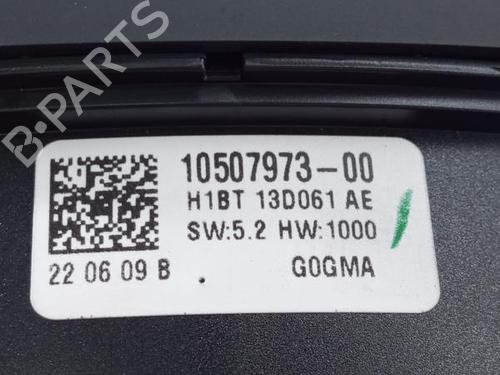 B-PARTS
10507973-00
H1BT 13D061 AE
SW:5.2 HW:1000
22 06 09 B G0GMA